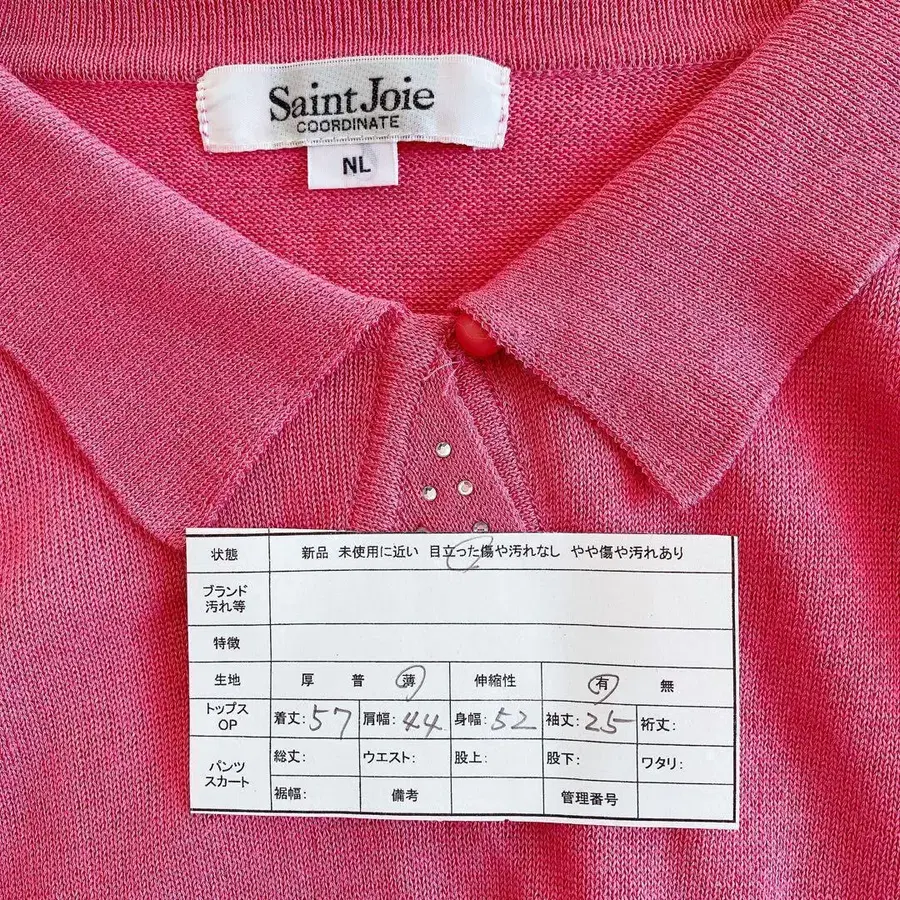 Saint Joie
COORDINATE
NL
状態 新品 未使用に近い 目立った傷や汚れなし やや傷や汚れあり
ブランド
汚れ等
特徴
生地 厚 普 薄 伸縮性 有 無
トップス
OP
着丈:57 肩幅:44 身幅:52 袖丈:25 裄丈:
パンツ
スカート
総丈: ウエスト: 股上: 股下: ワタリ:
裾幅: 備考 管理番号